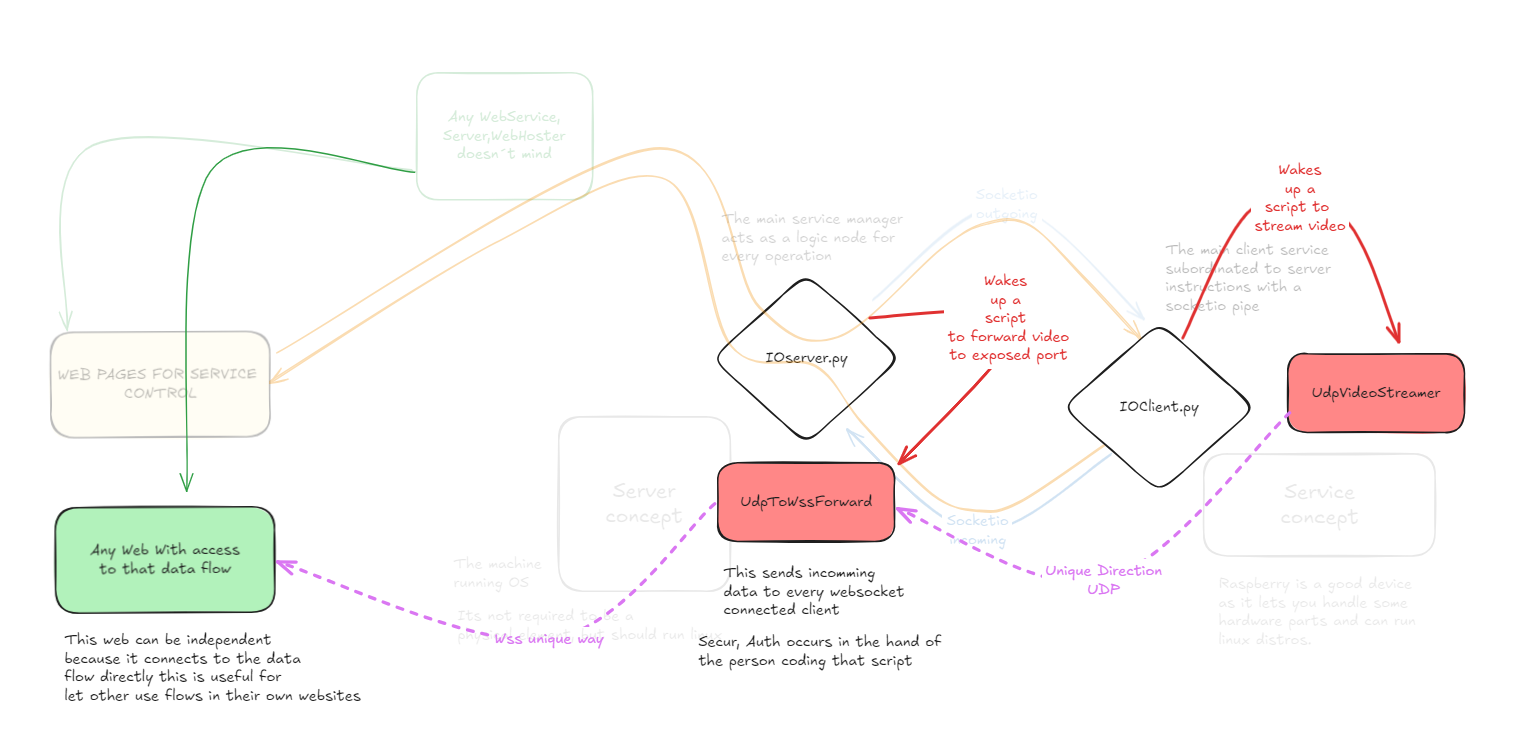 Any WebService,
Server,WebHoster
doesn´t mind
Wakes
up a
script to
stream video
Socketio
outgoing
The main service manager
acts as a logic node for
every operation
The main client service
subordinated to server
instructions with a
socketio pipe
Wakes
up a
script
to forward video
to exposed port
IOserver.py
WEB PAGES FOR SERVICE
CONTROL
IOClient.py
UdpVideoStreamer
Server
concept
UdpToWssForward
Service
concept
Socketio
incoming
Any Web With access
to that data flow
The machine
running OS
Unique Direction
UDP
This sends incomming
data to every websocket
connected client
Raspberry is a good device
as it lets you handle some
hardware parts and can run
linux distros.
Its not required to be a
should run linux
Wss unique way
This web can be independent
because it connects to the data
flow directly this is useful for
let other use flows in their own websites
Secur, Auth occurs in the hand of
the person coding that script